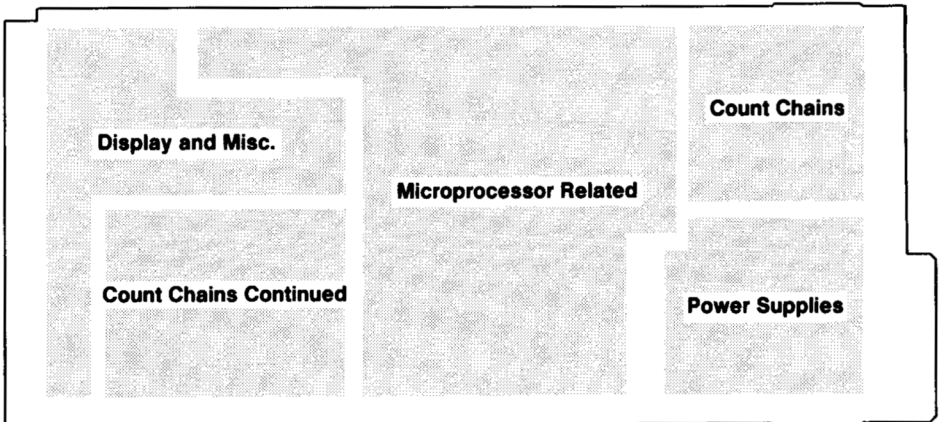 Count Chains
Display and Misc.
Microprocessor Related
Count Chains Continued
Power Supplies